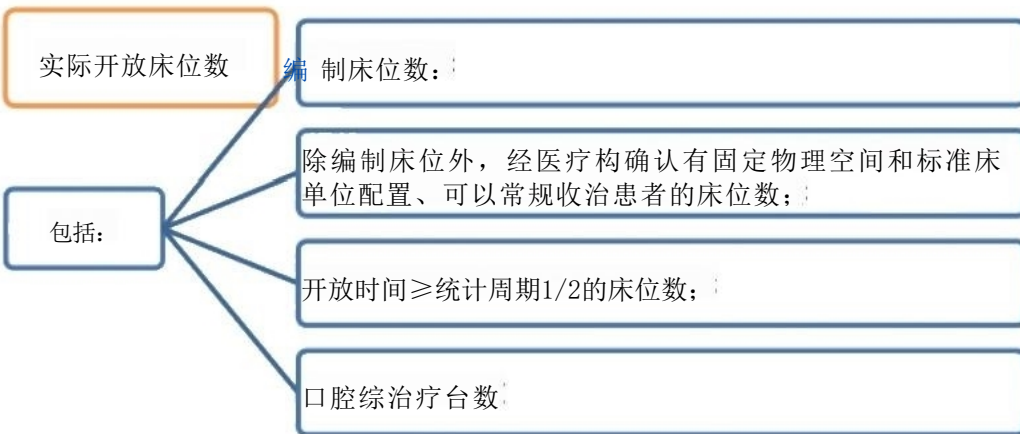 实际开放床位数
编 制床位数：
除编制床位外，经医疗构确认有固定物理空间和标准床
单位配置、可以常规收治患者的床位数；
包括：
开放时间≥统计周期1/2的床位数；
口腔综治疗台数